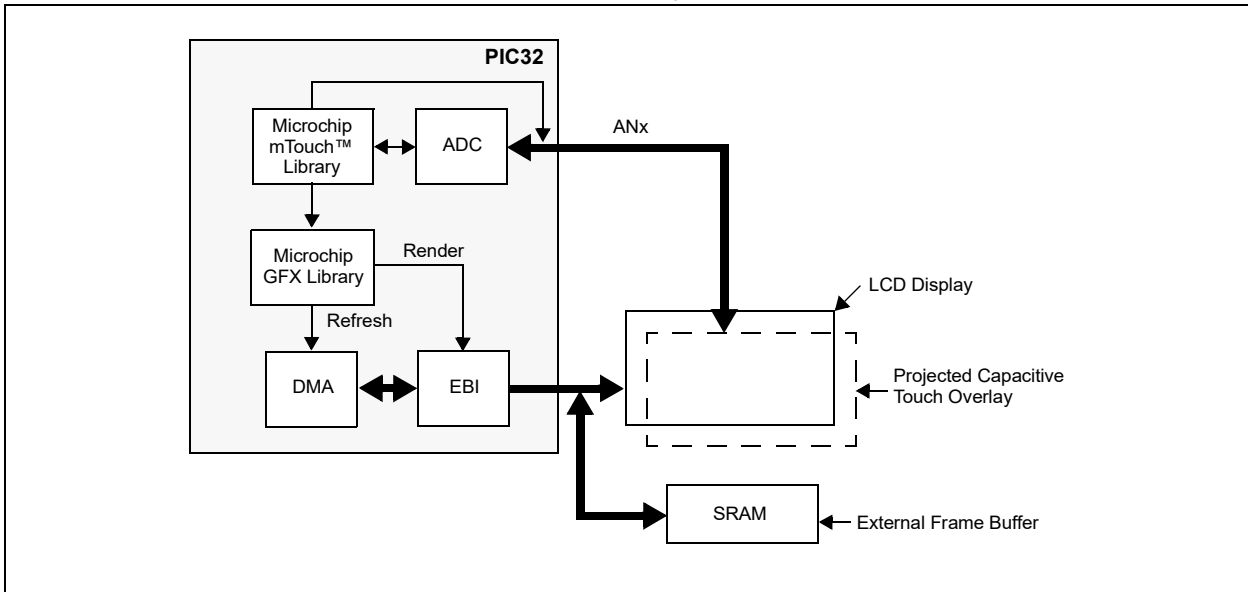 PIC32
Microchip
mTouch™
Library
ADC
ANx
Microchip
GFX Library
Render
Refresh
LCD Display
DMA
EBI
Projected Capacitive
Touch Overlay
SRAM
External Frame Buffer